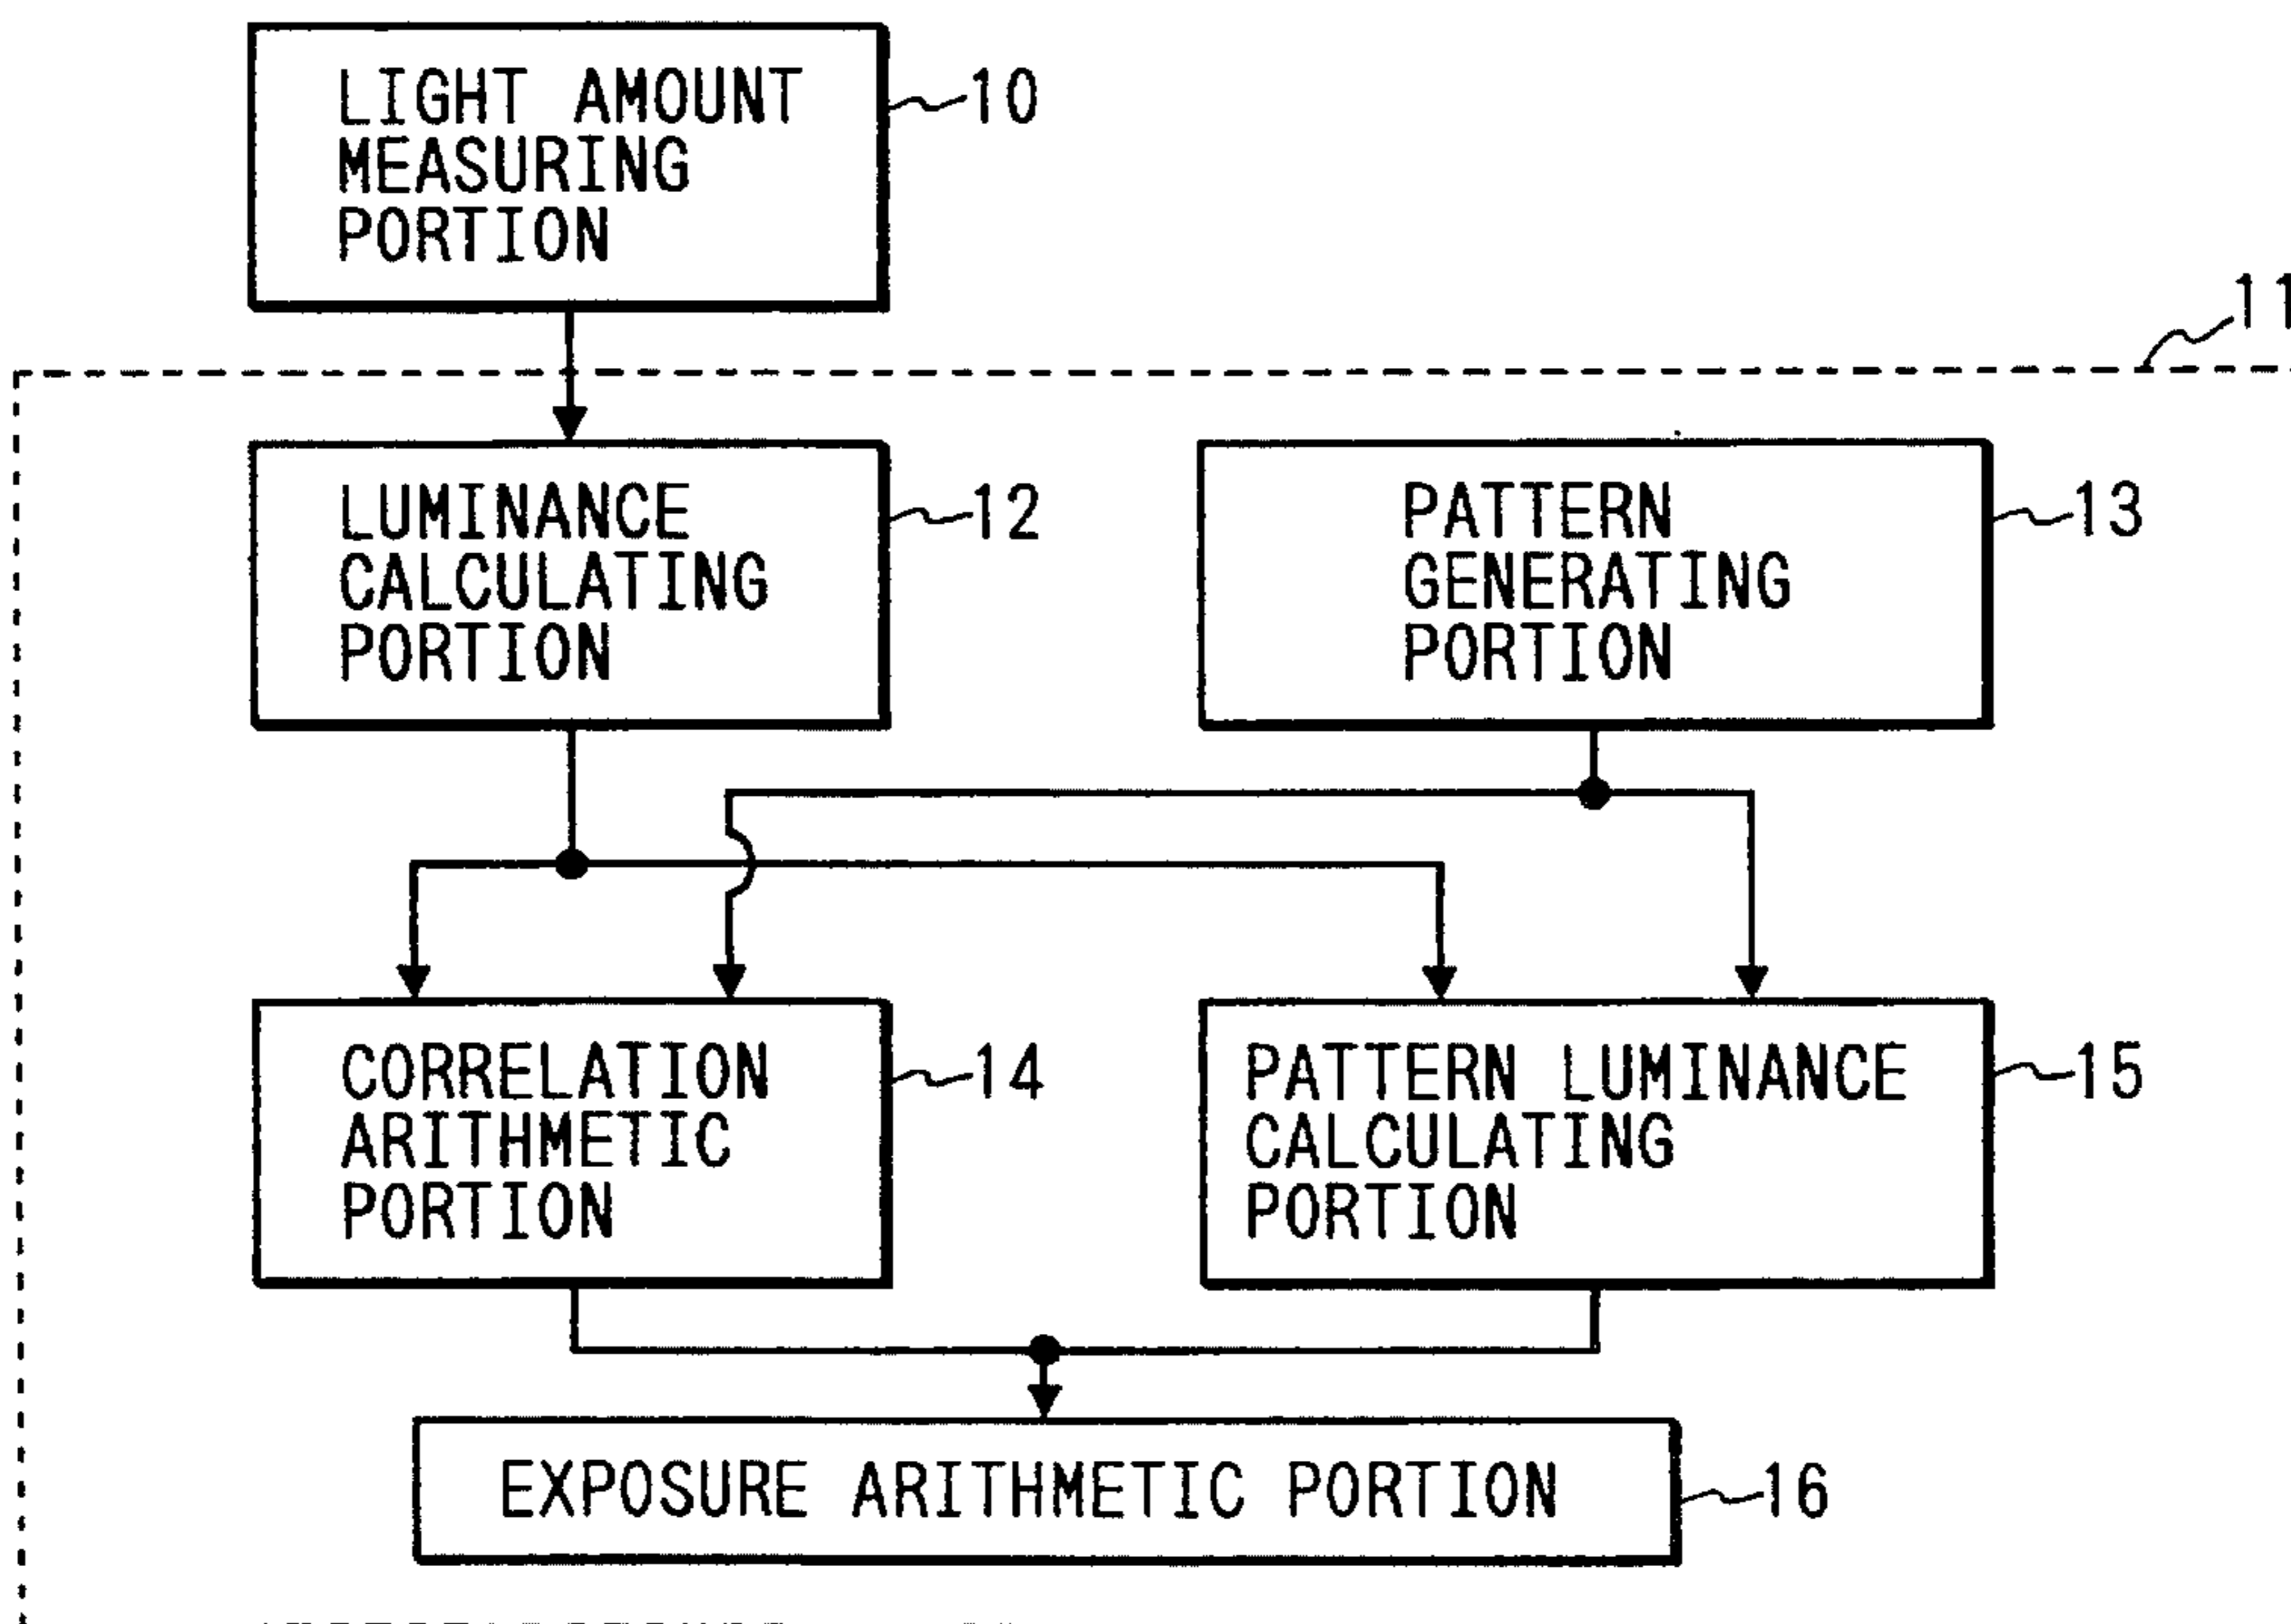 LIGHT AMOUNT
MEASURING
PORTION
10
11
LUMINANCE
CALCULATING
PORTION
12
PATTERN
GENERATING
PORTION
13
CORRELATION
ARITHMETIC
PORTION
14
PATTERN LUMINANCE
CALCULATING
PORTION
15
EXPOSURE ARITHMETIC PORTION
16